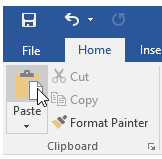 File Home Inse
Cut
Copy
Paste
Format Painter
Clipboard